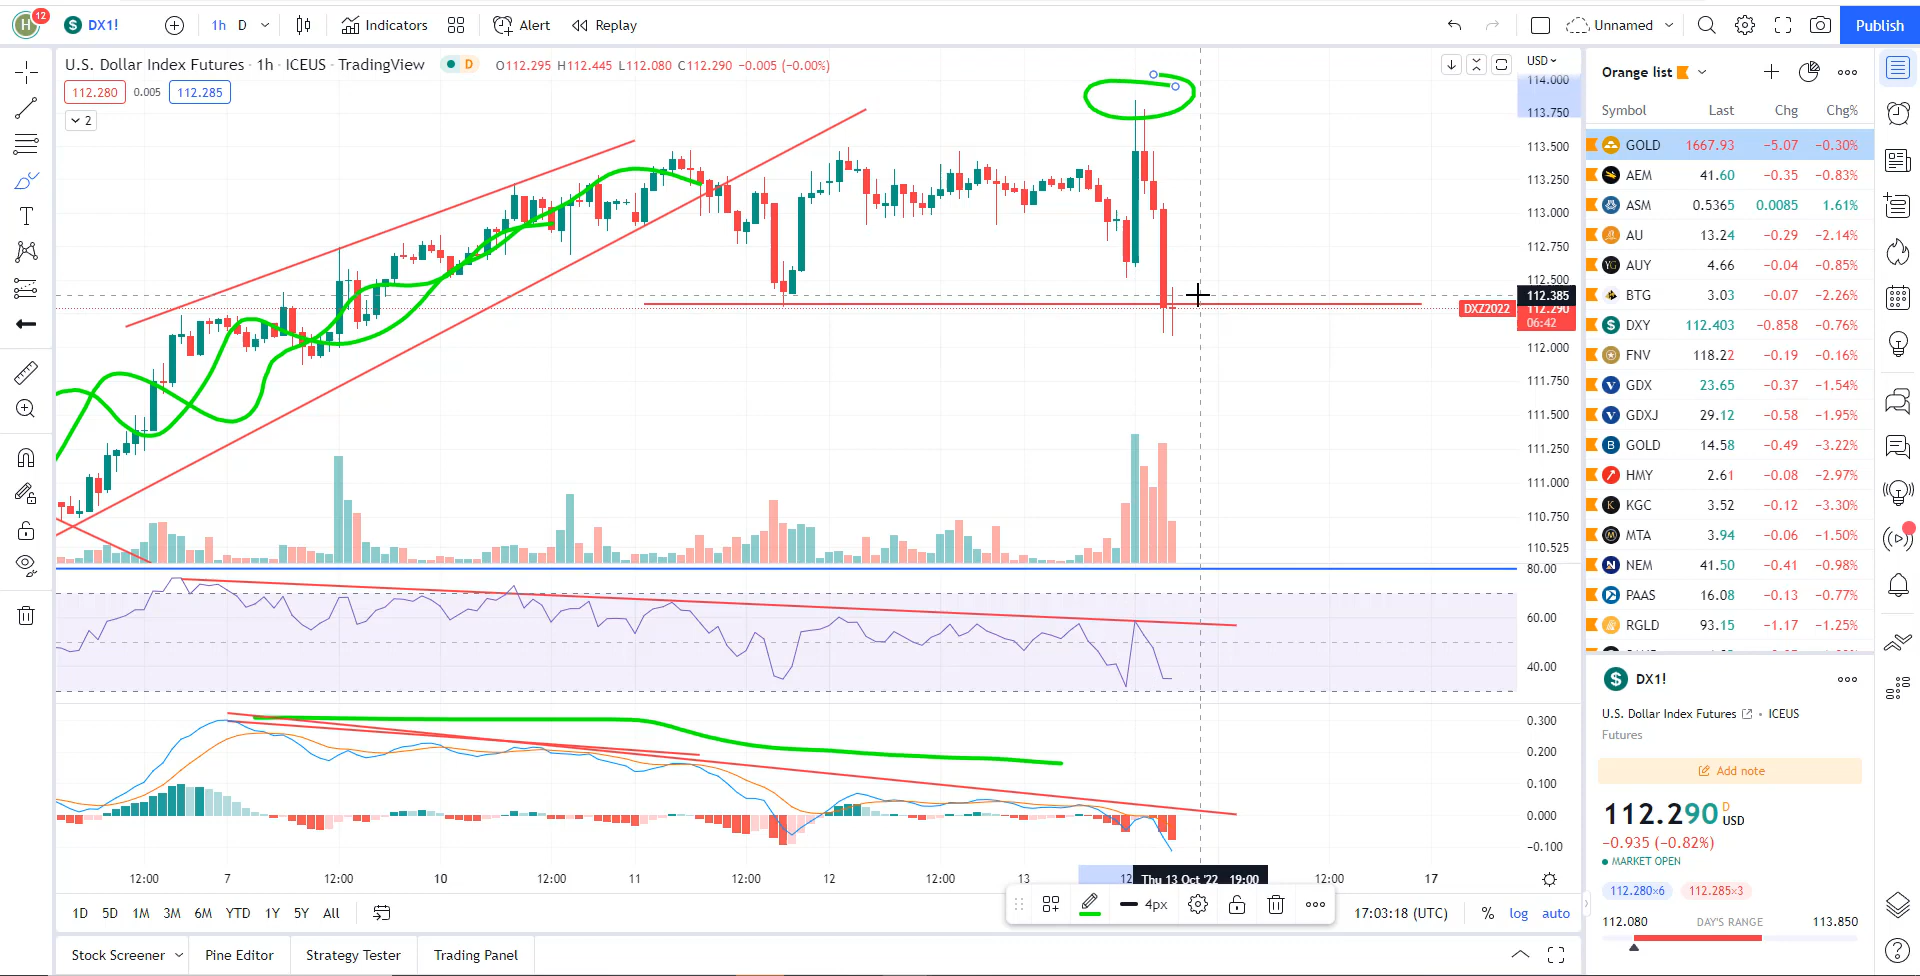 H 12 S DX1! 1h D Indicators Alert Replay Unnamed Publish
U.S. Dollar Index Futures · 1h · ICEUS · TradingView D O112.295 H112.445 L112.080 C112.290 −0.005 (−0.00%)
112.280 0.005 112.285
2
USD
114.000
113.750
113.500
113.250
113.000
112.750
112.500
112.385
DXZ2022 112.290
06:42
112.000
111.750
111.500
111.250
111.000
110.750
110.525
80.00
60.00
40.00
0.300
0.200
0.100
0.000
−0.100
12:00 7 12:00 10 12:00 11 12:00 12 12:00 13 12 Thu 13 Oct '22 19:00 12:00 17
4px
1D 5D 1M 3M 6M YTD 1Y 5Y All 17:03:18 (UTC) % log auto
Stock Screener Pine Editor Strategy Tester Trading Panel
Orange list
Symbol Last Chg Chg%
GOLD 1667.93 −5.07 −0.30%
AEM 41.60 −0.35 −0.83%
ASM 0.5365 0.0085 1.61%
AU 13.24 −0.29 −2.14%
YG AUY 4.66 −0.04 −0.85%
BTG 3.03 −0.07 −2.26%
S DXY 112.403 −0.858 −0.76%
FNV 118.22 −0.19 −0.16%
V GDX 23.65 −0.37 −1.54%
V GDXJ 29.12 −0.58 −1.95%
B GOLD 14.58 −0.49 −3.22%
HMY 2.61 −0.08 −2.97%
K KGC 3.52 −0.12 −3.30%
M MTA 3.94 −0.06 −1.50%
N NEM 41.50 −0.41 −0.98%
PAAS 16.08 −0.13 −0.77%
RGLD 93.15 −1.17 −1.25%
S DX1!
U.S. Dollar Index Futures • ICEUS
Futures
Add note
112.290 D USD
−0.935 (−0.82%)
MARKET OPEN
112.280×6 112.285×3
112.080 DAY'S RANGE 113.850